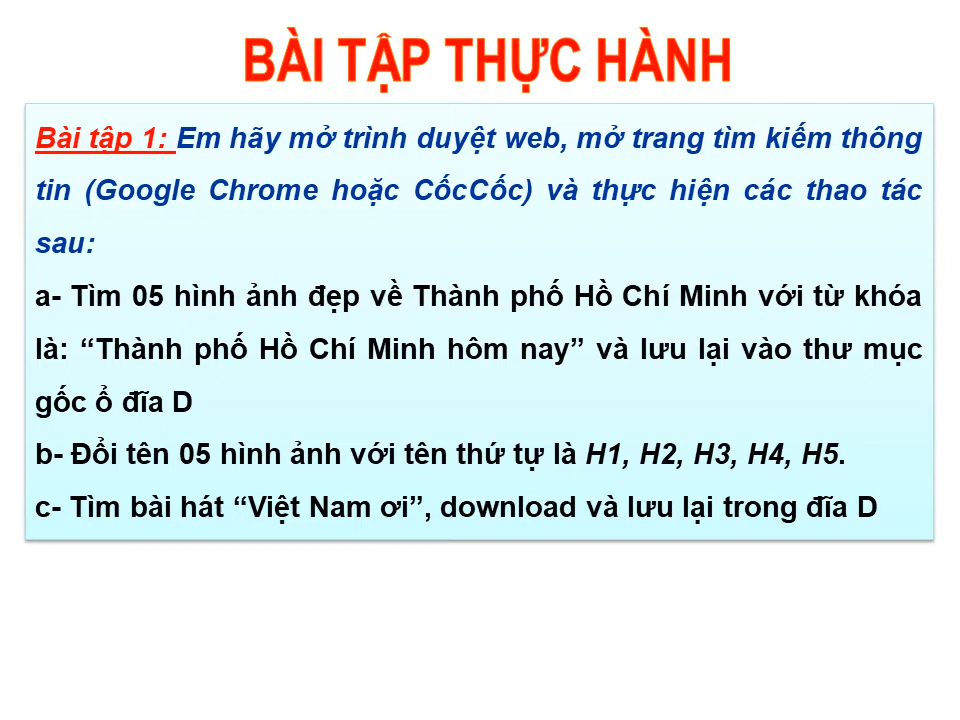 BÀI TẬP THỰC HÀNH
Bài tập 1: Em hãy mở trình duyệt web, mở trang tìm kiếm thông
tin (Google Chrome hoặc CốcCốc) và thực hiện các thao tác
sau:
a- Tìm 05 hình ảnh đẹp về Thành phố Hồ Chí Minh với từ khóa
là: “Thành phố Hồ Chí Minh hôm nay” và lưu lại vào thư mục
gốc ổ đĩa D
b- Đổi tên 05 hình ảnh với tên thứ tự là H1, H2, H3, H4, H5.
c- Tìm bài hát “Việt Nam ơi”, download và lưu lại trong đĩa D